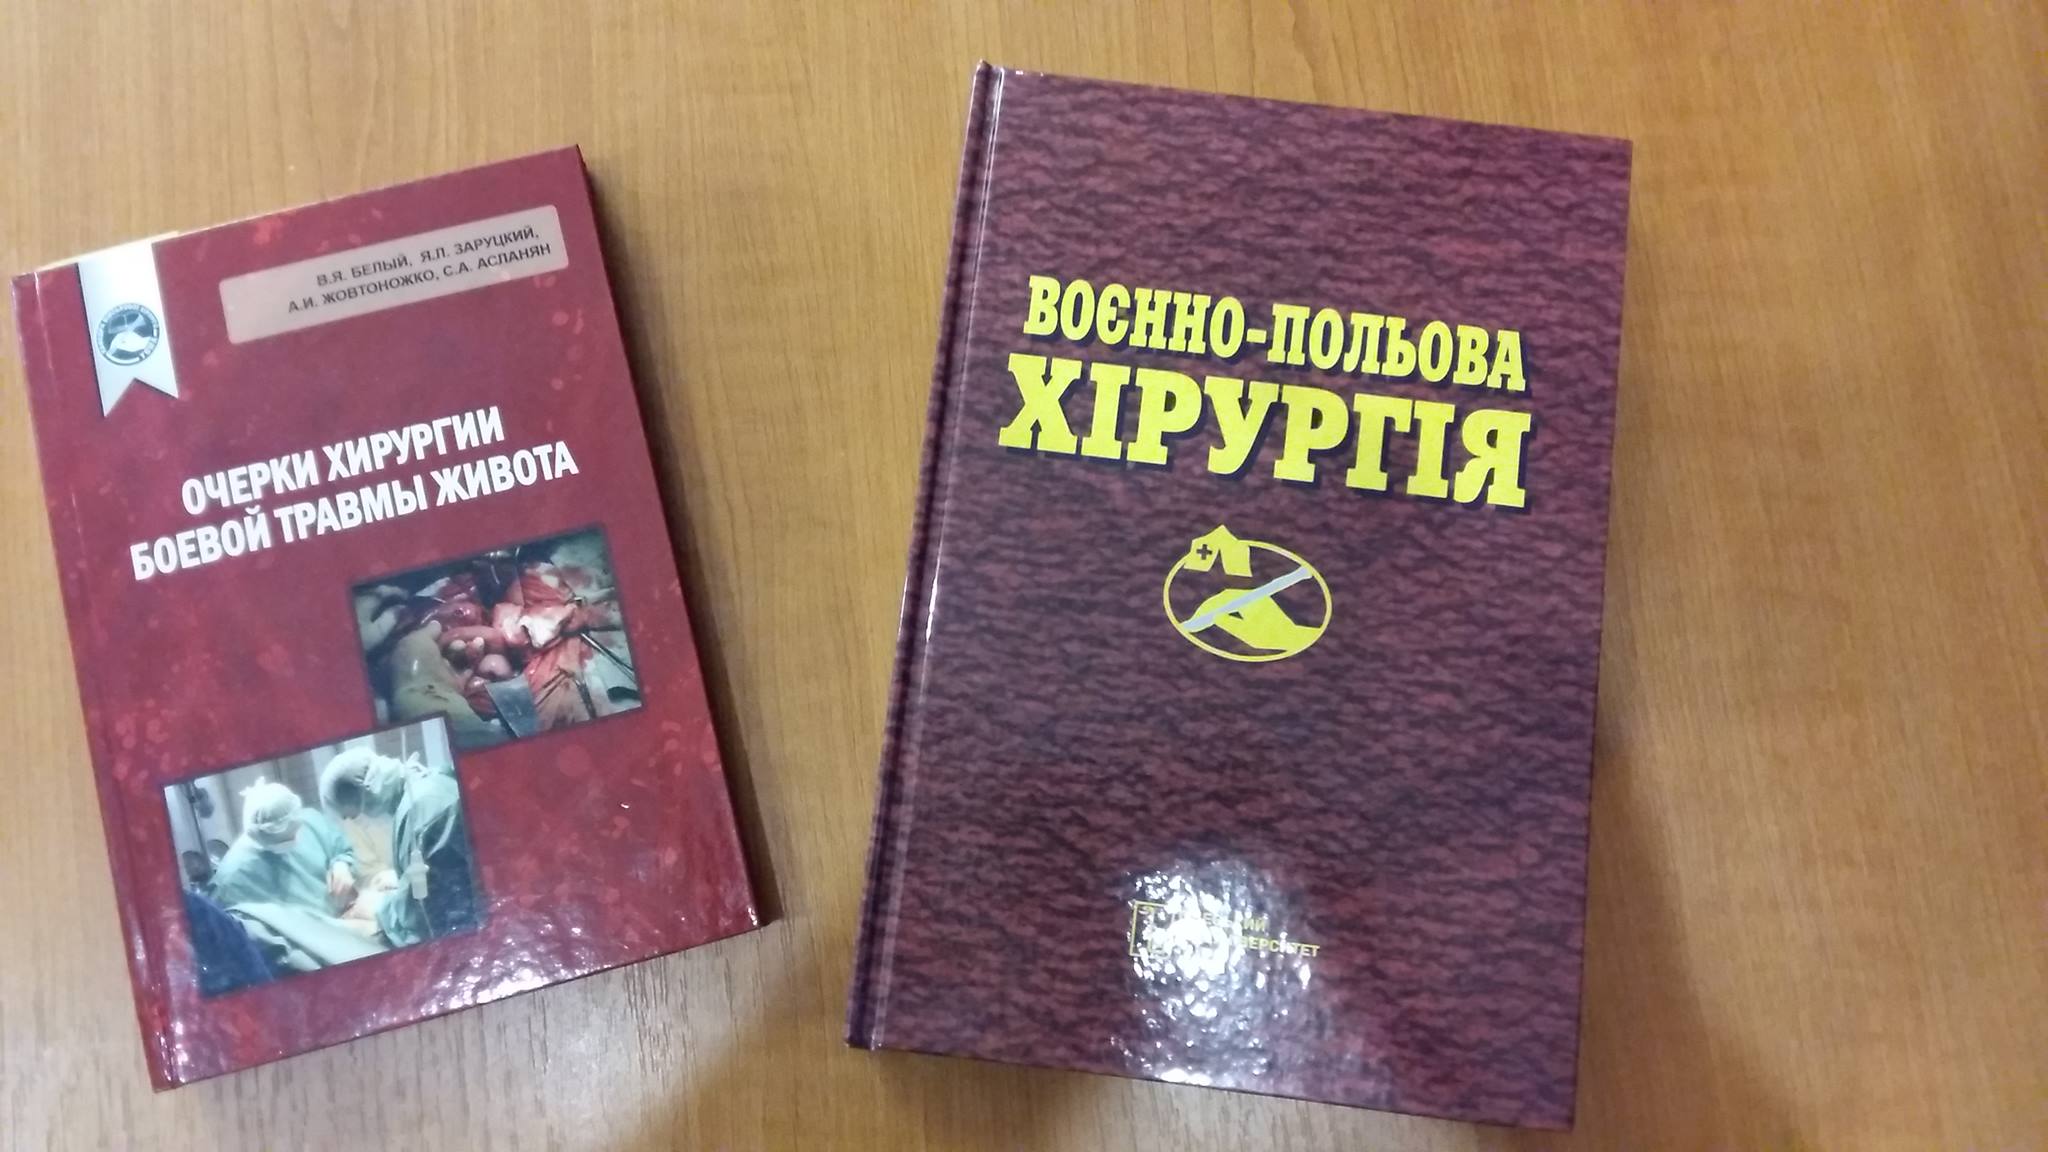 В.Я. БЕЛЫЙ, Я.Л. ЗАРУЦКИЙ,
А.И. ЖОВТОНОЖКО, С.А. АСЛАНЯН
ОЧЕРКИ ХИРУРГИИ
БОЕВОЙ ТРАВМЫ ЖИВОТА
ВОЄННО-ПОЛЬОВА
ХІРУРГІЯ